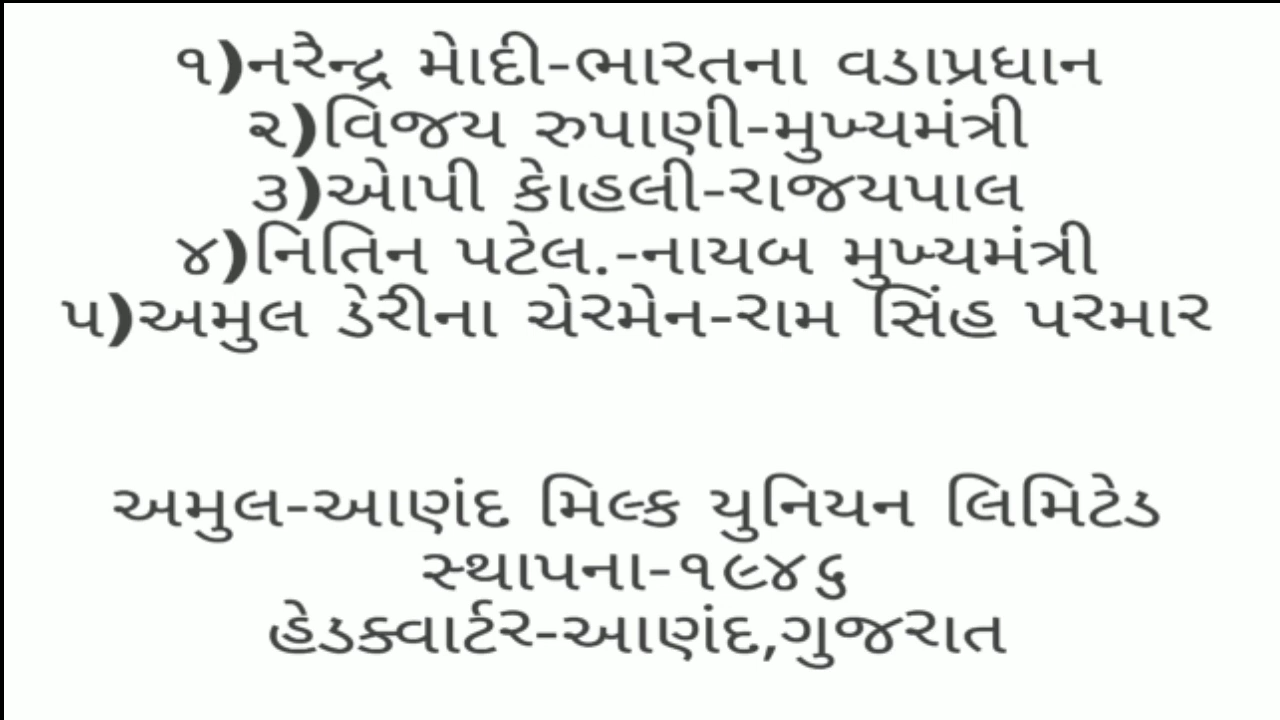 ૧)નરેન્દ્ર મોદી-ભારતના વડાપ્રધાન
૨)વિજય રુપાણી-મુખ્યમંત્રી
૩)ઓપી કોહલી-રાજયપાલ
૪)નિતિન પટેલ.-નાયબ મુખ્યમંત્રી
૫)અમુલ ડેરીના ચેરમેન-રામ સિંહ પરમાર
અમુલ-આણંદ મિલ્ક યુનિયન લિમિટેડ
સ્થાપના-૧૯૪૬
હેડક્વાર્ટર-આણંદ,ગુજરાત